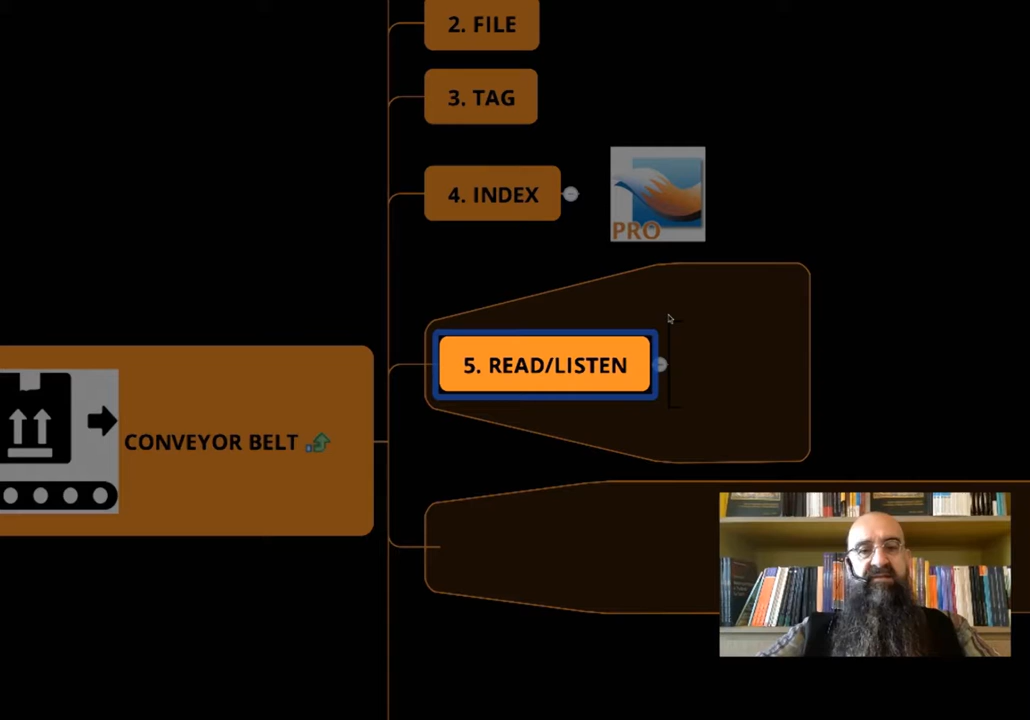 2. FILE
3. TAG
4. INDEX
PRO
5. READ/LISTEN
CONVEYOR BELT